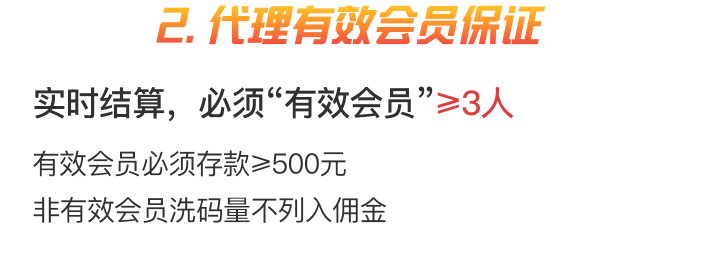 2. 代理有效会员保证
实时结算，必须“有效会员”≥3人
有效会员必须存款≥500元
非有效会员洗码量不列入佣金